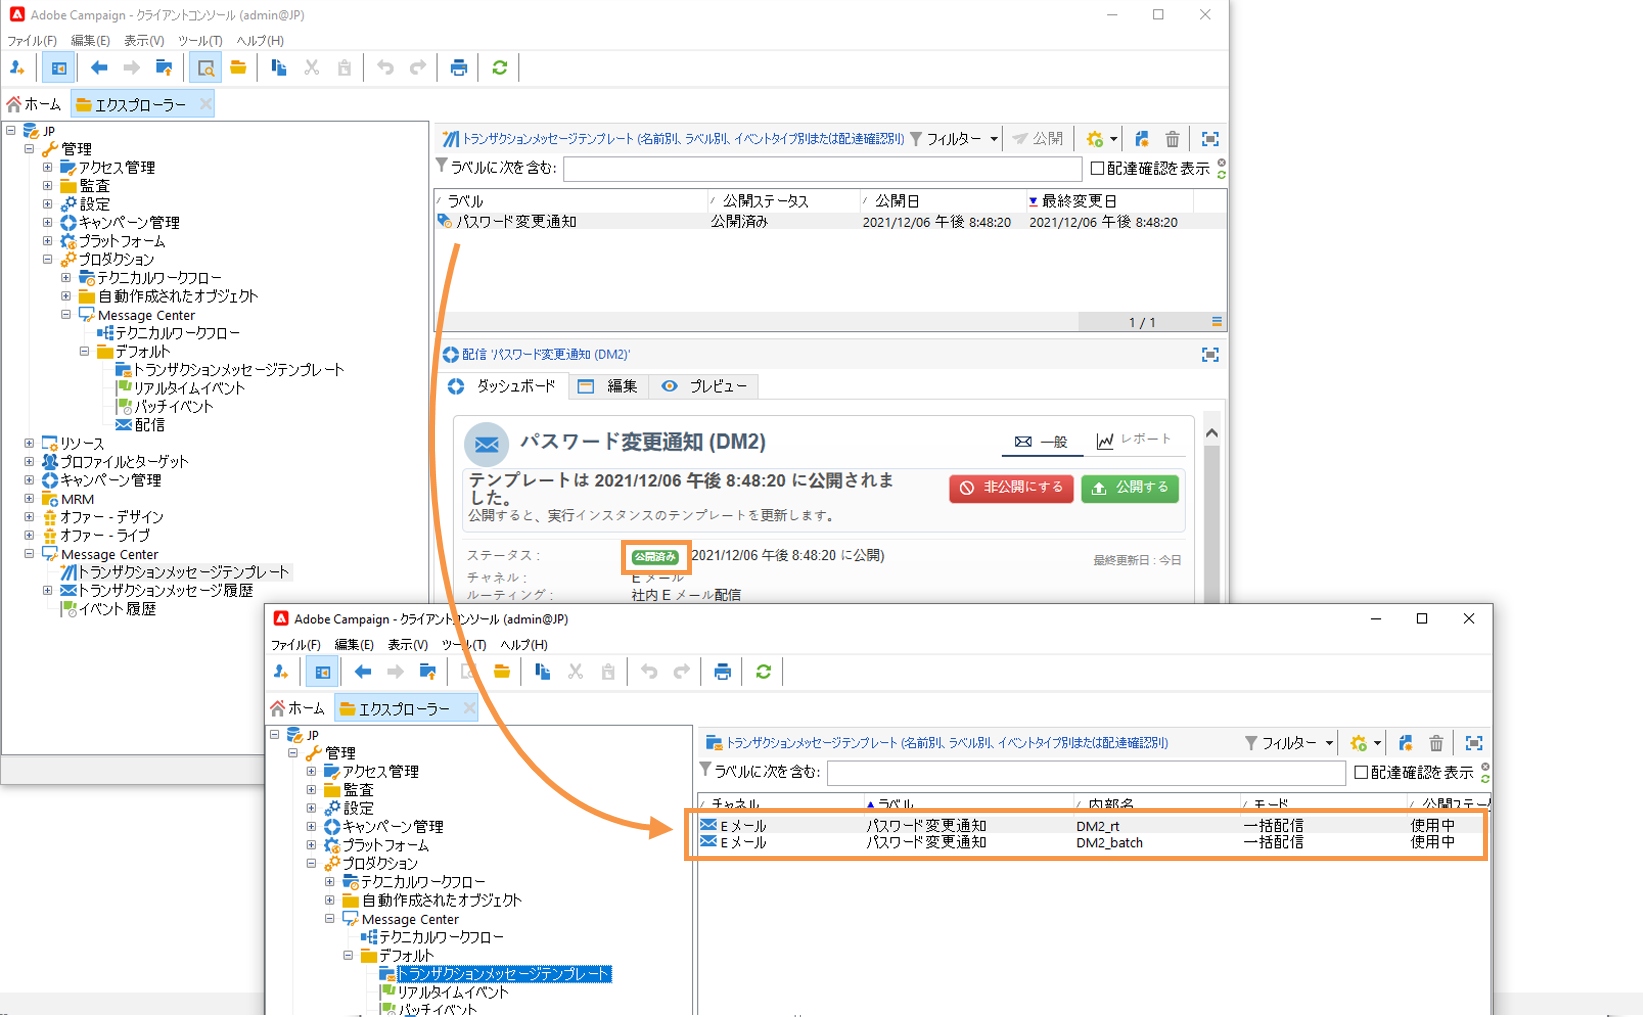 Adobe Campaign - クライアントコンソール (admin@JP)
ファイル(F) 編集(E) 表示(V) ツール(T) ヘルプ(H)
ホーム エクスプローラー
JP
管理
アクセス管理
監査
設定
キャンペーン管理
プラットフォーム
プロダクション
テクニカルワークフロー
自動作成されたオブジェクト
Message Center
テクニカルワークフロー
デフォルト
トランザクションメッセージテンプレート
リアルタイムイベント
バッチイベント
配信
リソース
プロファイルとターゲット
キャンペーン管理
MRM
オファー - デザイン
オファー - ライブ
Message Center
トランザクションメッセージテンプレート
トランザクションメッセージ履歴
イベント履歴
トランザクションメッセージテンプレート (名前別、ラベル別、イベントタイプ別または配達確認別) フィルター 公開
ラベルに次を含む: 配達確認を表示
ラベル 公開ステータス 公開日 最終変更日
パスワード変更通知 公開済み 2021/12/06 午後 8:48:20 2021/12/06 午後 8:48:20
1 / 1
配信 'パスワード変更通知 (DM2)'
ダッシュボード 編集 プレビュー
パスワード変更通知 (DM2) 一般 レポート
テンプレートは 2021/12/06 午後 8:48:20 に公開されま
した。
公開すると、実行インスタンスのテンプレートを更新します。
非公開にする 公開する
ステータス : 公開済み 2021/12/06 午後 8:48:20 に公開) 最終更新日 : 今日
チャネル : E メール
ルーティング : 社内 E メール配信
Adobe Campaign - クライアントコンソール (admin@JP)
ファイル(F) 編集(E) 表示(V) ツール(T) ヘルプ(H)
ホーム エクスプローラー
JP
管理
アクセス管理
監査
設定
キャンペーン管理
プラットフォーム
プロダクション
テクニカルワークフロー
自動作成されたオブジェクト
Message Center
テクニカルワークフロー
デフォルト
トランザクションメッセージテンプレート
リアルタイムイベント
バッチイベント
トランザクションメッセージテンプレート (名前別、ラベル別、イベントタイプ別または配達確認別) フィルター
ラベルに次を含む: 配達確認を表示
チャネル ラベル 内部名 モード 公開ステータ
E メール パスワード変更通知 DM2_rt 一括配信 使用中
E メール パスワード変更通知 DM2_batch 一括配信 使用中